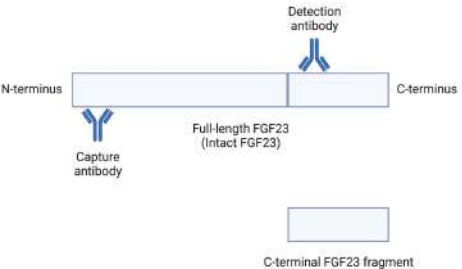 Detection
antibody
N-terminus
C-terminus
Full-length FGF23
(Intact FGF23)
Capture
antibody
C-terminal FGF23 fragment